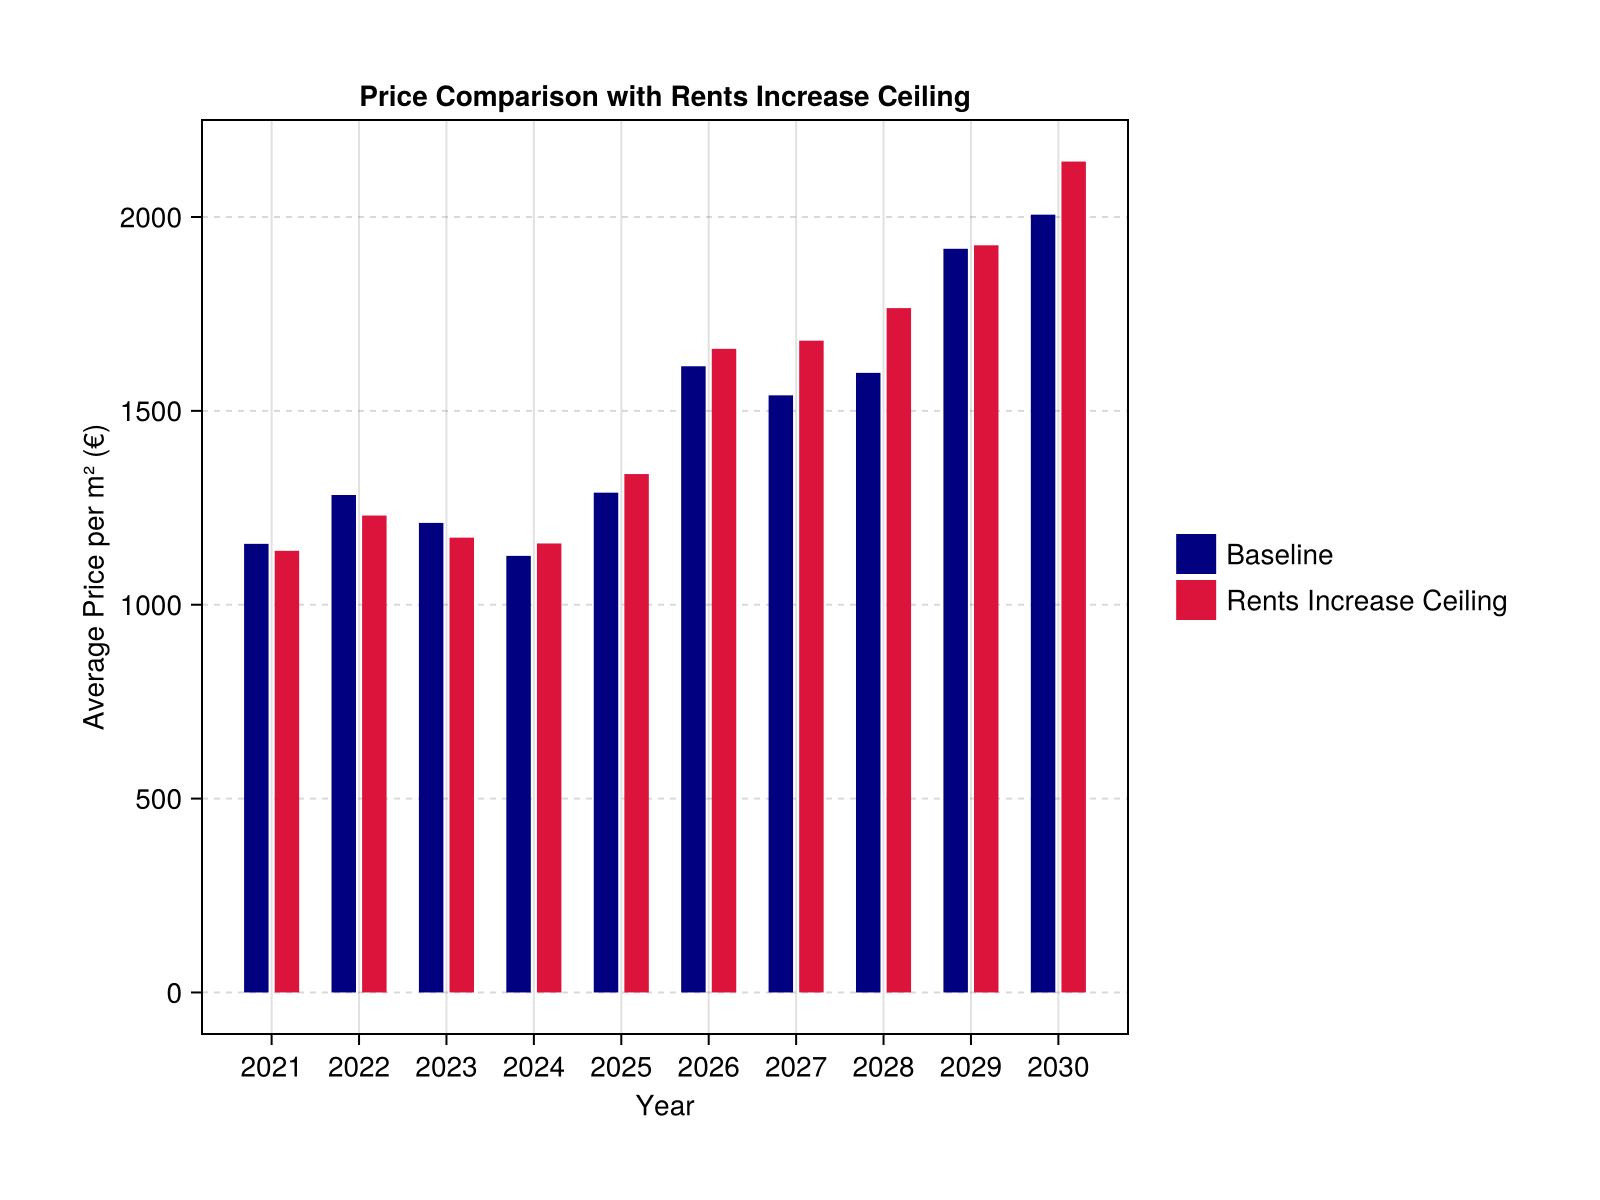 Price Comparison with Rents Increase Ceiling
Average Price per m² (€)
2000
1500
1000
500
0
2021 2022 2023 2024 2025 2026 2027 2028 2029 2030
Year
Baseline
Rents Increase Ceiling